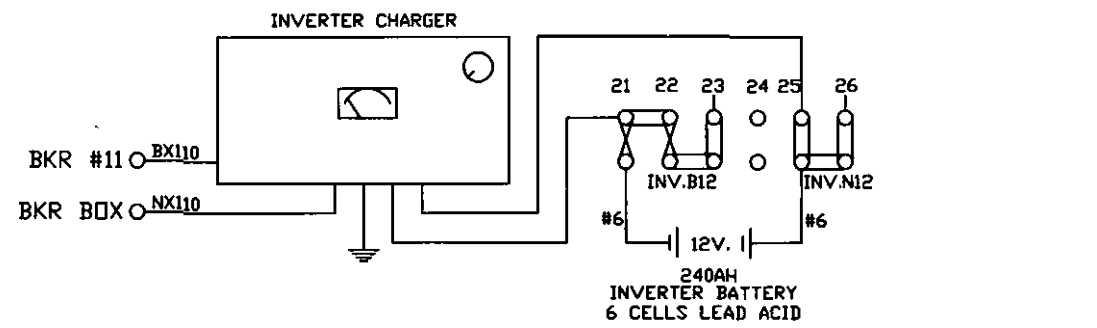 INVERTER CHARGER
21 22 23 24 25 26
BKR #11 BX110
BKR BOX NX110
INV.B12 INV.N12
#6 #6
12V.
240AH
INVERTER BATTERY
6 CELLS LEAD ACID